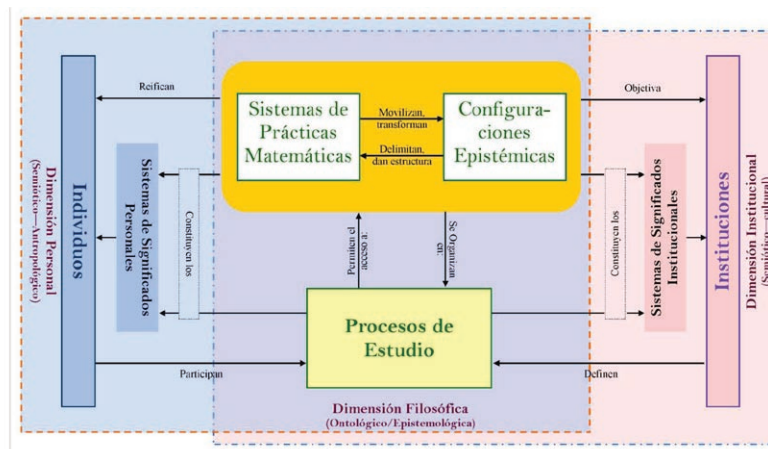 Reifican
Objetiva
Sistemas de
Prácticas
Matemáticas
Movilizan,
transforman
Delimitan,
dan estructura
Configura-
ciones
Epistémicas
Dimensión Personal
(Semiótico—Antropológico)
Individuos
Sistemas de Significados
Personales
Constituyen los
Permiten el
acceso a:
Se Organizan
en:
Constituyen los
Sistemas de Significados
Institucionales
Instituciones
Dimensión Institucional
(Semiótico—cultural)
Procesos de
Estudio
Participan
Definen
Dimensión Filosófica
(Ontológico/Epistemológica)